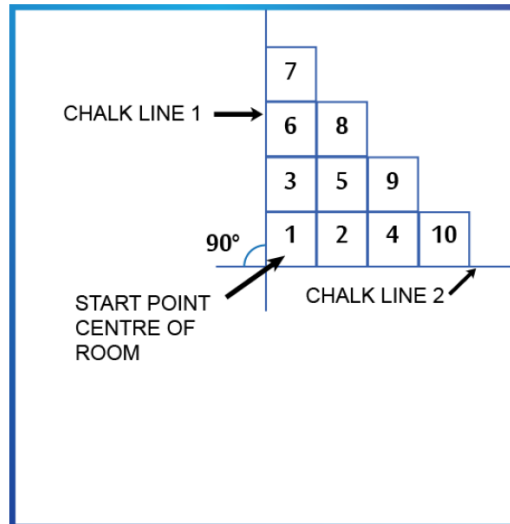 7
CHALK LINE 1
6 8
3 5 9
90° 1 2 4 10
START POINT
CENTRE OF
ROOM
CHALK LINE 2